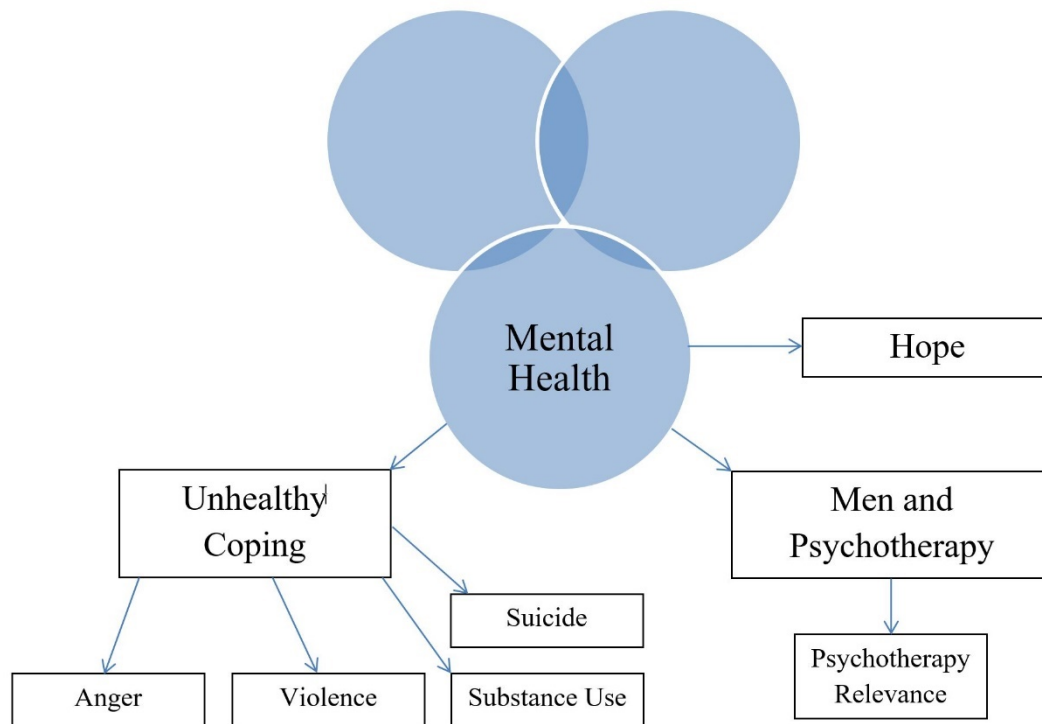 Mental
Health
Hope
Unhealthy
Coping
Men and
Psychotherapy
Suicide
Psychotherapy
Relevance
Anger
Violence
Substance Use